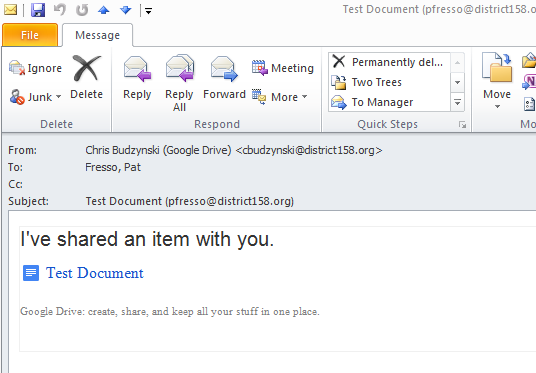 Test Document (pfresso@district158.o
File Message
Ignore
Junk
Delete
Reply
Reply All
Forward
Meeting
More
Permanently del...
Two Trees
To Manager
Move
Delete Respond Quick Steps Mo
From: Chris Budzynski (Google Drive) <cbudzynski@district158.org>
To: Fresso, Pat
Cc:
Subject: Test Document (pfresso@district158.org)
I've shared an item with you.
Test Document
Google Drive: create, share, and keep all your stuff in one place.